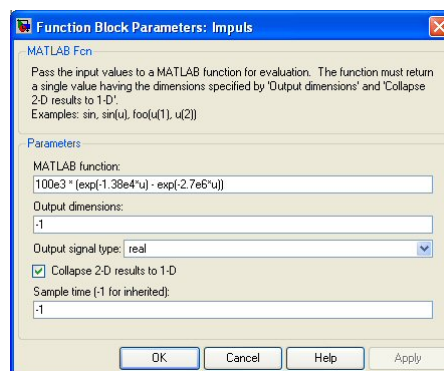 Function Block Parameters: Impuls
MATLAB Fcn
Pass the input values to a MATLAB function for evaluation. The function must return
a single value having the dimensions specified by 'Output dimensions' and 'Collapse
2-D results to 1-D'.
Examples: sin, sin(u), foo(u(1), u(2))
Parameters
MATLAB function:
100e3 * (exp(-1.38e4*u) - exp(-2.7e6*u))
Output dimensions:
-1
Output signal type: real
Collapse 2-D results to 1-D
Sample time (-1 for inherited):
-1
OK Cancel Help Apply